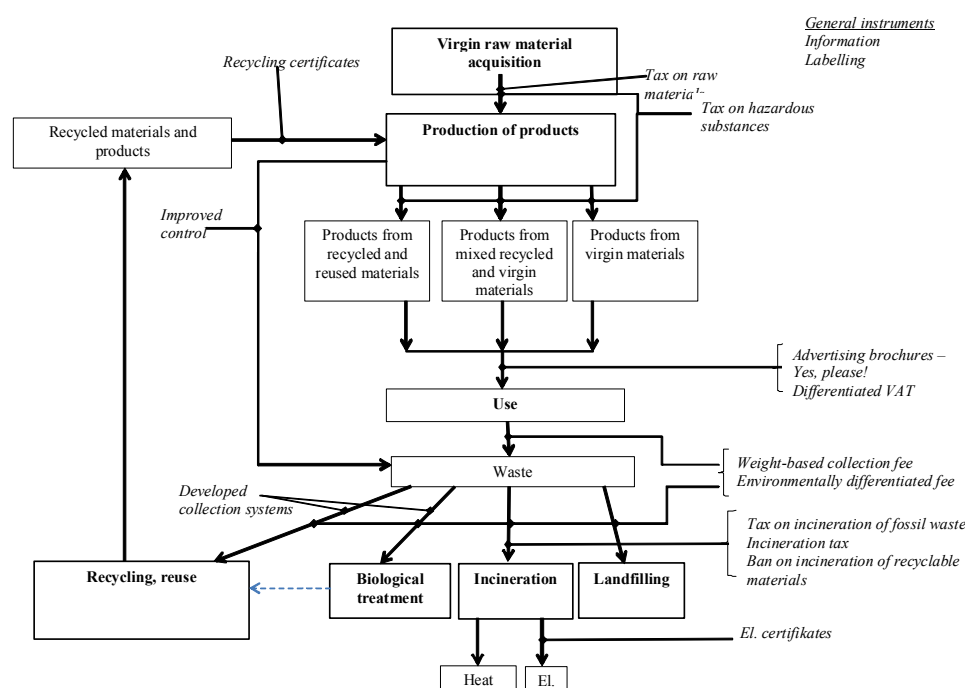 General instruments
Information
Labelling
Virgin raw material
acquisition
Recycling certificates
Tax on raw
Tax on hazardous
substances
Recycled materials and
products
Production of products
Improved
control
Products from
recycled and
reused materials
Products from
mixed recycled
and virgin
materials
Products from
virgin materials
Advertising brochures –
Yes, please!
Differentiated VAT
Use
Waste
Weight-based collection fee
Environmentally differentiated fee
Developed
collection systems
Tax on incineration of fossil waste
Incineration tax
Ban on incineration of recyclable
materials
Recycling, reuse
Biological
treatment
Incineration
Landfilling
El. certifikates
Heat
El.